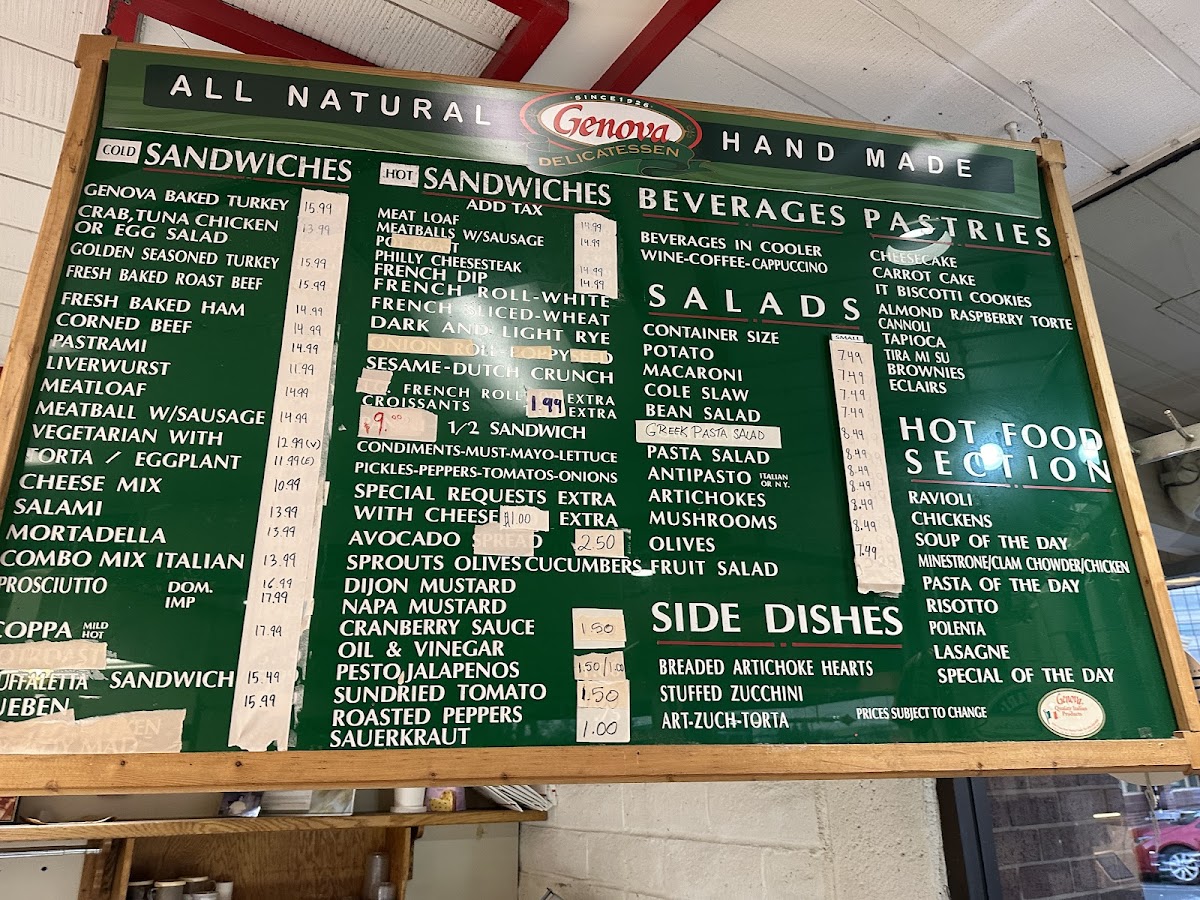 ALL NATURAL
SINCE 1926
Genova
DELICATESSEN
HAND MADE
COLD SANDWICHES
GENOVA BAKED TURKEY 15.99
CRAB, TUNA CHICKEN 13.99
OR EGG SALAD
GOLDEN SEASONED TURKEY 15.99
FRESH BAKED ROAST BEEF 15.99
FRESH BAKED HAM 14.99
CORNED BEEF 14.99
PASTRAMI 14.99
LIVERWURST 11.99
MEATLOAF 14.99
MEATBALL W/SAUSAGE 14.99
VEGETARIAN WITH 12.99(V)
TORTA / EGGPLANT 11.99(E)
CHEESE MIX 10.99
SALAMI 13.99
MORTADELLA 13.99
COMBO MIX ITALIAN 13.99
PROSCIUTTO DOM. 16.99
IMP 17.99
COPPA MILD HOT 17.99
UFFALETTA SANDWICH 15.49
UEBEN 15.99
HOT SANDWICHES
ADD TAX
MEAT LOAF 14.99
MEATBALLS W/SAUSAGE 14.99
PHILLY CHEESESTEAK 14.99
FRENCH DIP 14.99
FRENCH ROLL-WHITE
FRENCH SLICED-WHEAT
DARK AND LIGHT RYE
ONION ROLL-POPPYSEED
SESAME-DUTCH CRUNCH
FRENCH ROLL 1.99 EXTRA
CROISSANTS EXTRA
$9.00 1/2 SANDWICH
CONDIMENTS-MUST-MAYO-LETTUCE
PICKLES-PEPPERS-TOMATOS-ONIONS
SPECIAL REQUESTS EXTRA
WITH CHEESE $1.00 EXTRA
AVOCADO SPREAD 2.50
SPROUTS OLIVES CUCUMBERS
DIJON MUSTARD
NAPA MUSTARD
CRANBERRY SAUCE 1.50
OIL & VINEGAR
PESTO, JALAPENOS 1.50/1.00
SUNDRIED TOMATO 1.50
ROASTED PEPPERS 1.00
SAUERKRAUT
BEVERAGES
BEVERAGES IN COOLER
WINE-COFFEE-CAPPUCCINO
SALADS
CONTAINER SIZE SMALL
POTATO 7.49
MACARONI 7.49
COLE SLAW 7.49
BEAN SALAD 7.49
GREEK PASTA SALAD 8.49
PASTA SALAD 8.49
ANTIPASTO ITALIAN OR N.Y. 8.49
ARTICHOKES 8.49
MUSHROOMS 8.49
OLIVES 8.49
FRUIT SALAD 7.49
SIDE DISHES
BREADED ARTICHOKE HEARTS
STUFFED ZUCCHINI
ART-ZUCH-TORTA
PASTRIES
CHEESECAKE
CARROT CAKE
IT BISCOTTI COOKIES
ALMOND RASPBERRY TORTE
CANNOLI
TAPIOCA
TIRA MI SU
BROWNIES
ECLAIRS
HOT FOOD
SECTION
RAVIOLI
CHICKENS
SOUP OF THE DAY
MINESTRONE/CLAM CHOWDER/CHICKEN
PASTA OF THE DAY
RISOTTO
POLENTA
LASAGNE
SPECIAL OF THE DAY
PRICES SUBJECT TO CHANGE
Genova
Quality Italian
Products